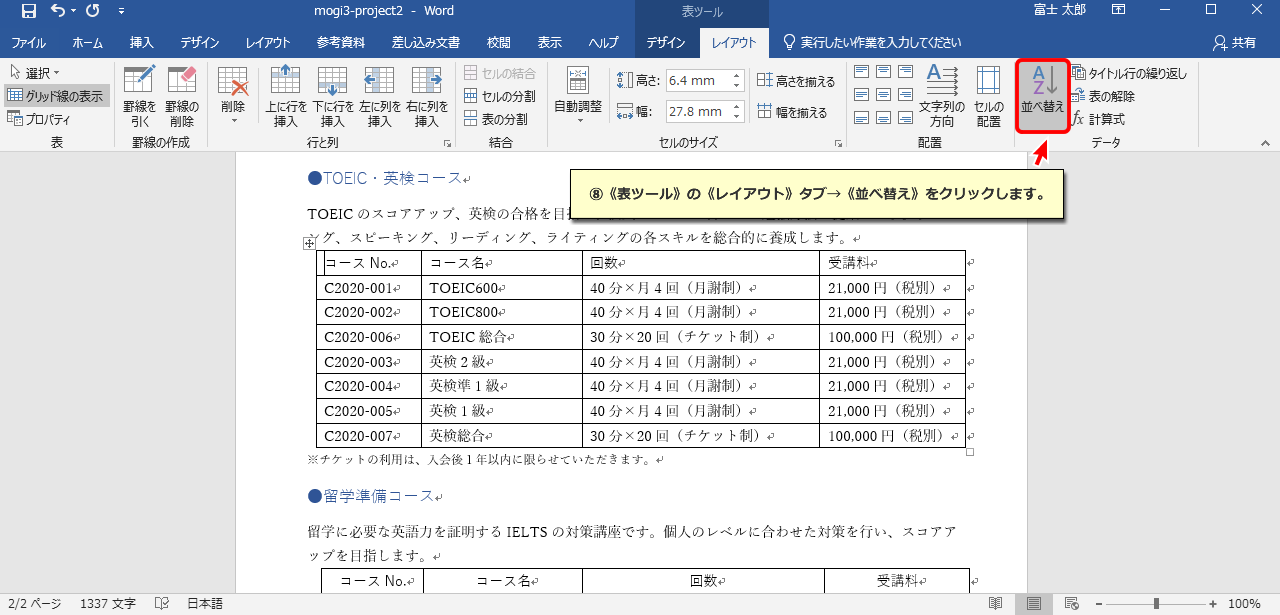 mogi3-project2 - Word
表ツール
富士 太郎
ファイル ホーム 挿入 デザイン レイアウト 参考資料 差し込み文書 校閲 表示 ヘルプ デザイン レイアウト 実行したい作業を入力してください 共有
選択
グリッド線の表示
プロパティ
表
罫線を引く
罫線の削除
罫線の作成
削除
上に行を挿入
下に行を挿入
左に列を挿入
右に列を挿入
行と列
セルの結合
セルの分割
表の分割
結合
自動調整
高さ: 6.4 mm
幅: 27.8 mm
高さを揃える
幅を揃える
セルのサイズ
文字列の方向
セルの配置
配置
AZ
並べ替え
タイトル行の繰り返し
表の解除
fx 計算式
データ
⑧《表ツール》の《レイアウト》タブ→《並べ替え》をクリックします。
●TOEIC・英検コース
TOEIC のスコアアップ、英検の合格を目
ング、スピーキング、リーディング、ライティングの各スキルを総合的に養成します。
コース No. コース名 回数 受講料
C2020-001 TOEIC600 40 分×月 4 回（月謝制） 21,000 円（税別）
C2020-002 TOEIC800 40 分×月 4 回（月謝制） 21,000 円（税別）
C2020-006 TOEIC 総合 30 分×20 回（チケット制） 100,000 円（税別）
C2020-003 英検 2 級 40 分×月 4 回（月謝制） 21,000 円（税別）
C2020-004 英検準 1 級 40 分×月 4 回（月謝制） 21,000 円（税別）
C2020-005 英検 1 級 40 分×月 4 回（月謝制） 21,000 円（税別）
C2020-007 英検総合 30 分×20 回（チケット制） 100,000 円（税別）
※チケットの利用は、入会後 1 年以内に限らせていただきます。
●留学準備コース
留学に必要な英語力を証明する IELTS の対策講座です。個人のレベルに合わせた対策を行い、スコアア
ップを目指します。
コース No. コース名 回数 受講料
2/2 ページ 1337 文字 日本語 100%